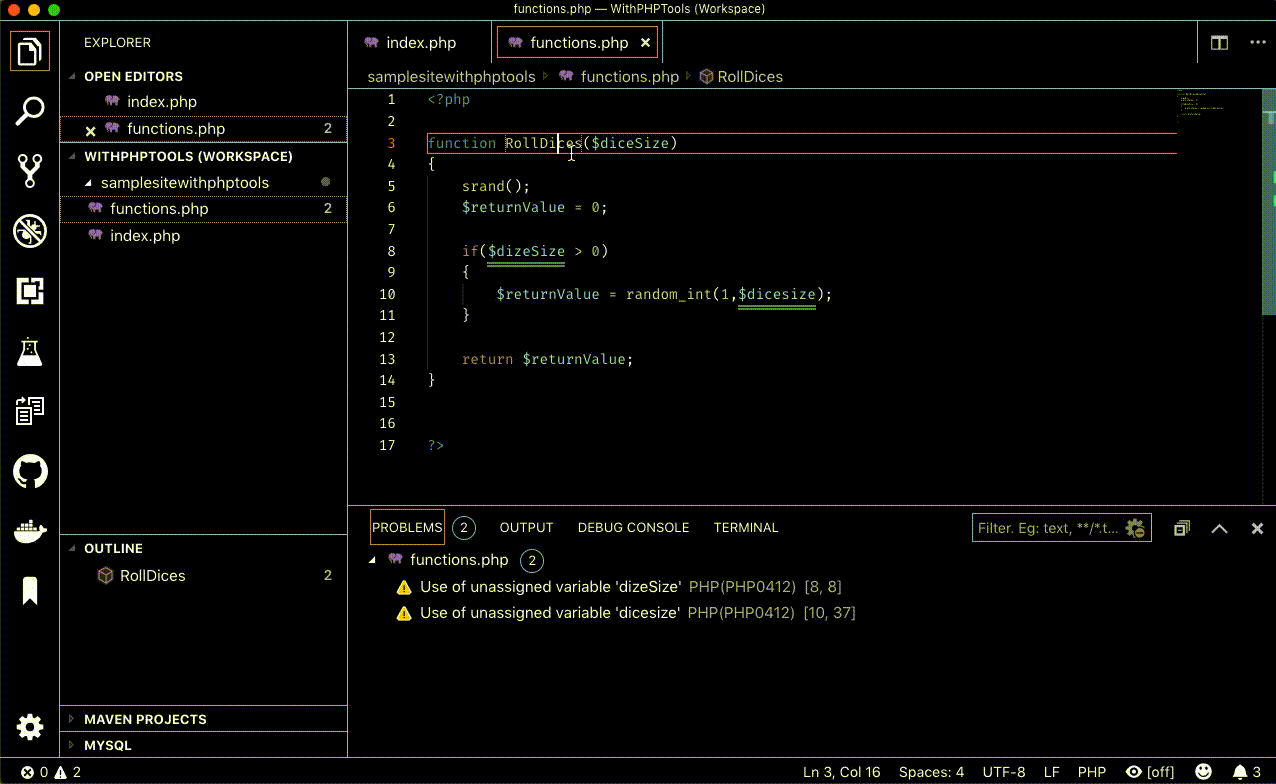 functions.php — WithPHPTools (Workspace)
EXPLORER
OPEN EDITORS
index.php
functions.php 2
WITHPHPTOOLS (WORKSPACE)
samplesitewithphptools
functions.php 2
index.php
OUTLINE
RollDices 2
MAVEN PROJECTS
MYSQL
index.php functions.php
samplesitewithphptools functions.php RollDices
1 <?php
2
3 function RollDices($diceSize)
4 {
5 srand();
6 $returnValue = 0;
7
8 if($dizeSize > 0)
9 {
10 $returnValue = random_int(1,$dicesize);
11 }
12
13 return $returnValue;
14 }
15
16
17 ?>
PROBLEMS 2 OUTPUT DEBUG CONSOLE TERMINAL Filter. Eg: text, **/*.t...
functions.php 2
Use of unassigned variable 'dizeSize' PHP(PHP0412) [8, 8]
Use of unassigned variable 'dicesize' PHP(PHP0412) [10, 37]
0 2 Ln 3, Col 16 Spaces: 4 UTF-8 LF PHP [off] 3